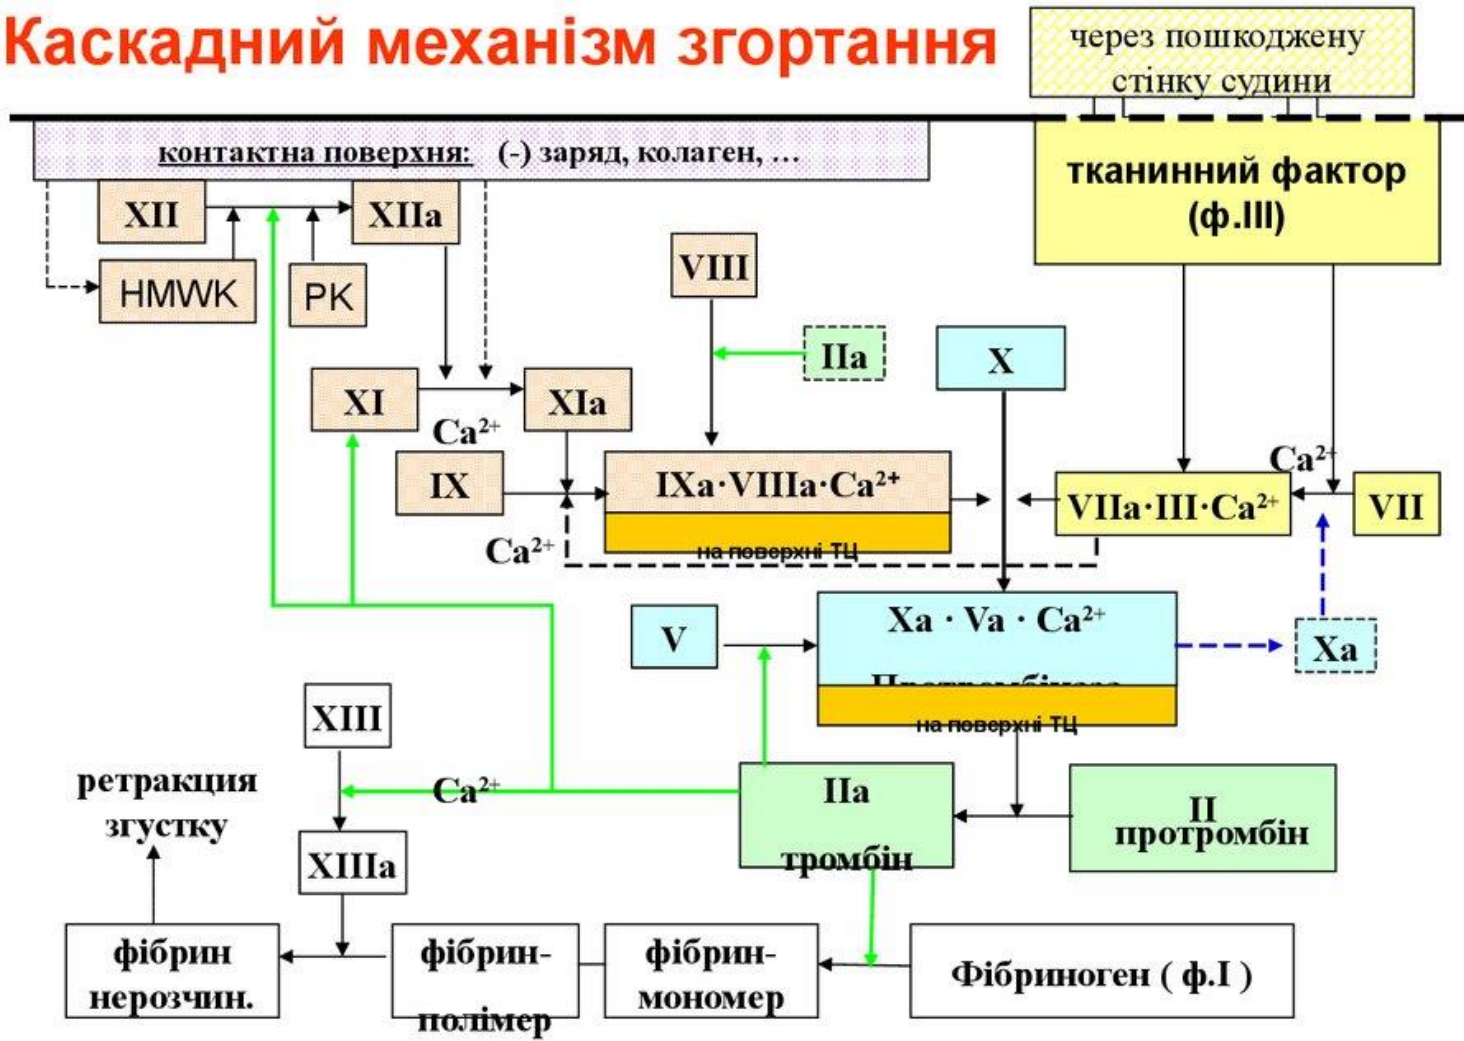 Каскадний механізм згортання
через пошкоджену
стінку судини
контактна поверхня: (-) заряд, колаген, ...
тканинний фактор
(ф.III)
XII
XIIa
HMWK
PK
VIII
IIa
X
XI
XIa
Ca²⁺
IX
IXa·VIIIa·Ca²⁺
на поверхні ТЦ
Ca²⁺
Ca²⁺
VIIa·III·Ca²⁺
VII
V
Xa · Va · Ca²⁺
Протромбіназа
на поверхні ТЦ
Xa
XIII
ретракция
згустку
Ca²⁺
IIa
тромбін
II
протромбін
XIIIa
фібрин
нерозчин.
фібрин-
полімер
фібрин-
мономер
Фібриноген ( ф.I )